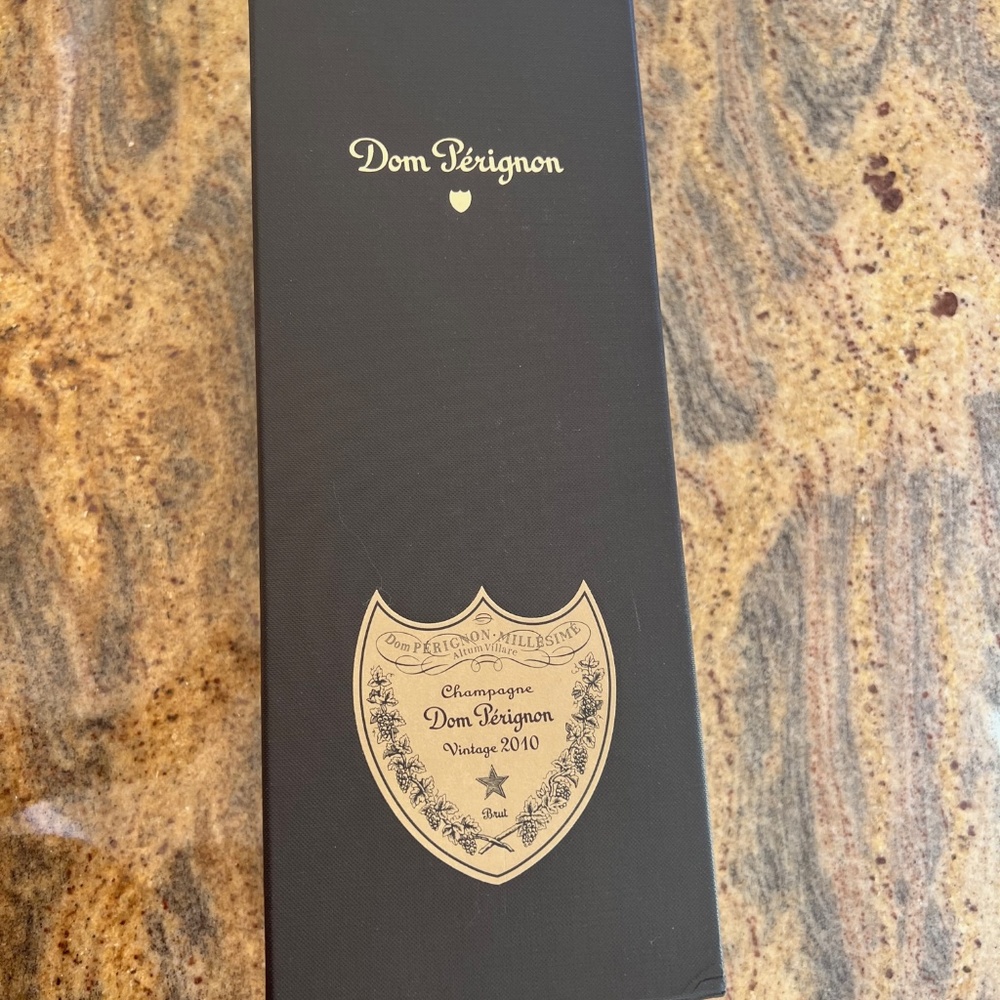 Dom Pérignon
Dom PÉRIGNON · MILLÉSIMÉ
Altum Villare
Champagne
Dom Pérignon
Vintage 2010
Brut